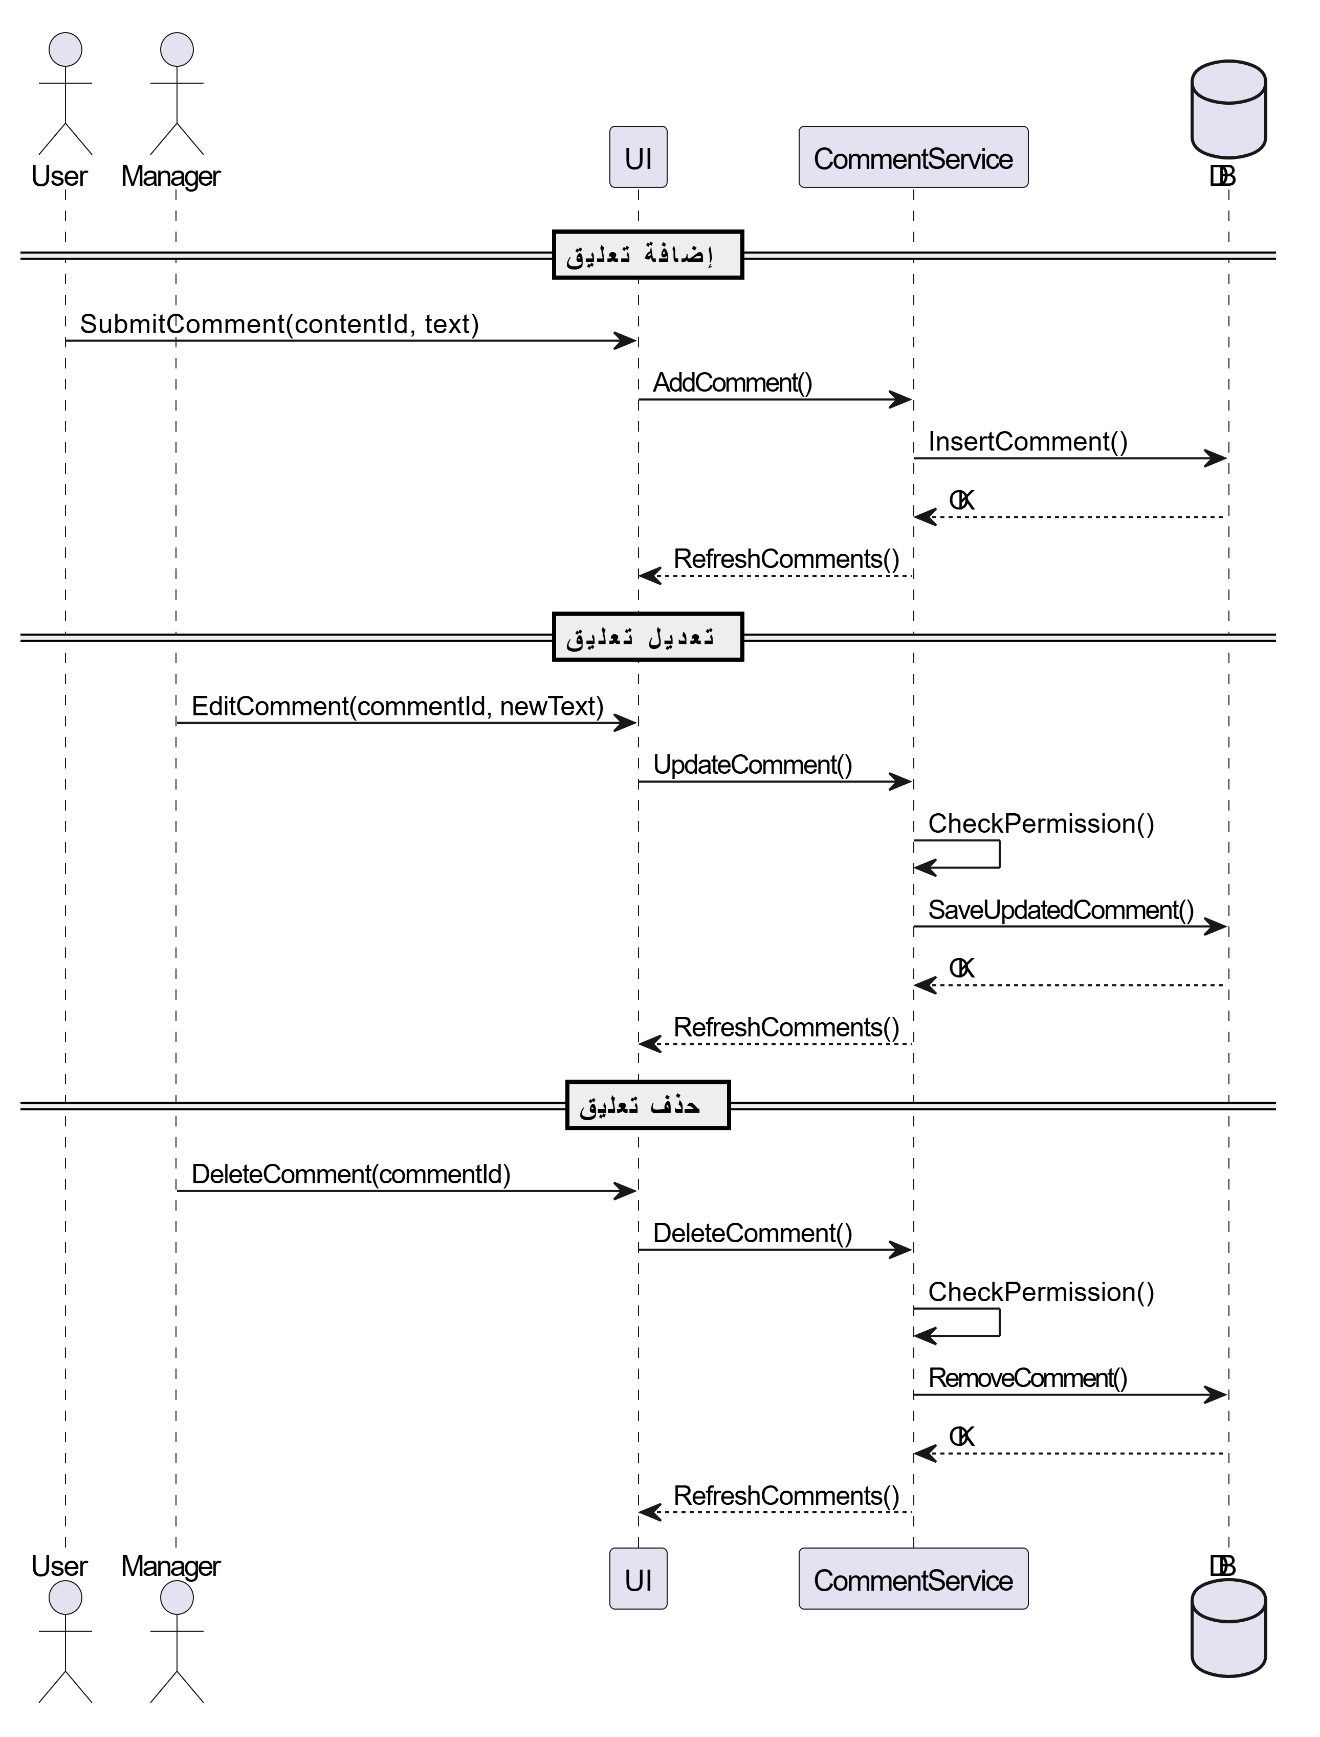 User
Manager
UI
CommentService
DB
إضافة تعليق
SubmitComment(contentId, text)
AddComment()
InsertComment()
OK
RefreshComments()
تعديل تعليق
EditComment(commentId, newText)
UpdateComment()
CheckPermission()
SaveUpdatedComment()
OK
RefreshComments()
حذف تعليق
DeleteComment(commentId)
DeleteComment()
CheckPermission()
RemoveComment()
OK
RefreshComments()
User
Manager
UI
CommentService
DB